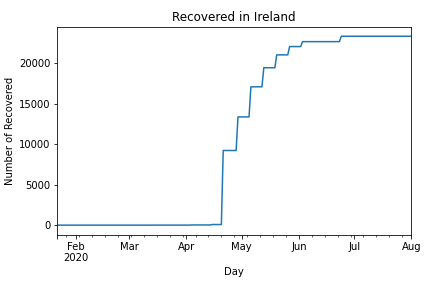 Recovered in Ireland
Number of Recovered
20000
15000
10000
5000
0
Feb Mar Apr May Jun Jul Aug
2020
Day